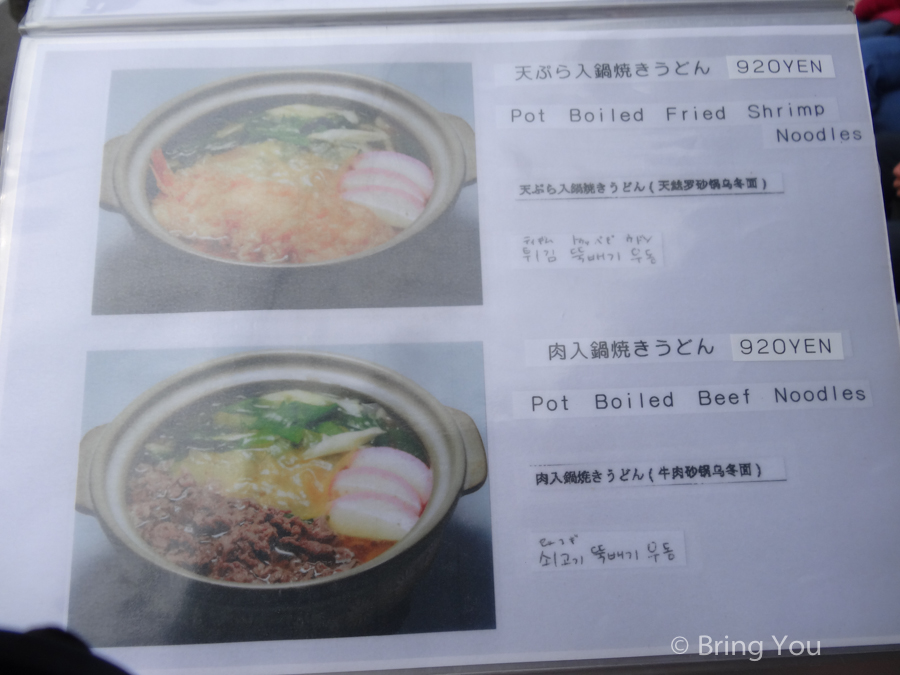 天ぷら入鍋焼きうどん 920YEN
Pot Boiled Fried Shrimp
Noodles
天ぷら入鍋焼きうどん(天麸罗砂锅乌冬面)
튀김 뚝배기 우동
肉入鍋焼きうどん 920YEN
Pot Boiled Beef Noodles
肉入鍋焼きうどん(牛肉砂锅乌冬面)
쇠고기 뚝배기 우동
© Bring You